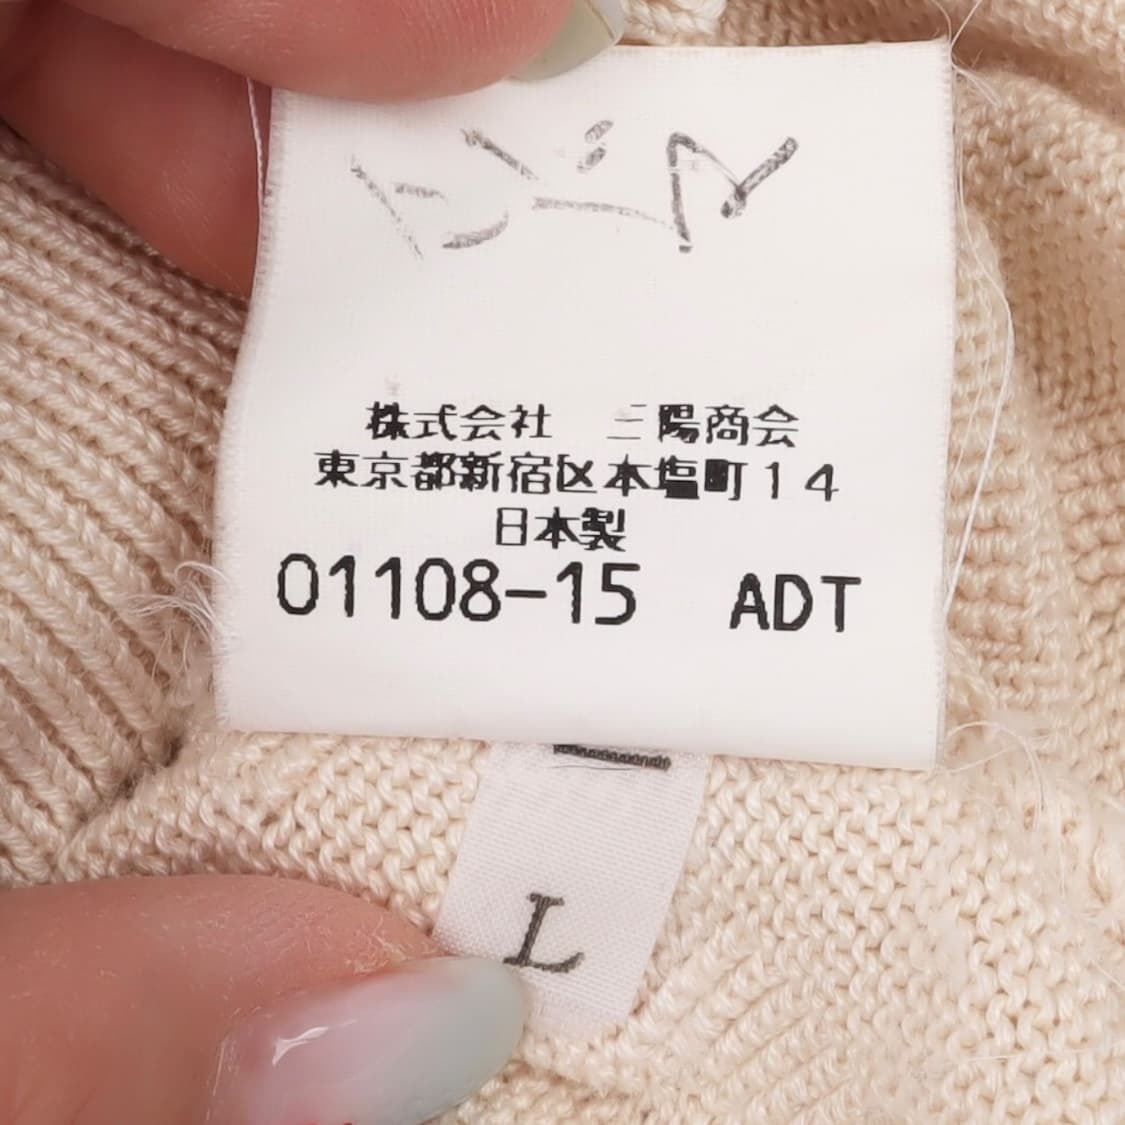 株式会社　三陽商会
東京都新宿区本塩町１４
日本製
01108-15 ADT
L